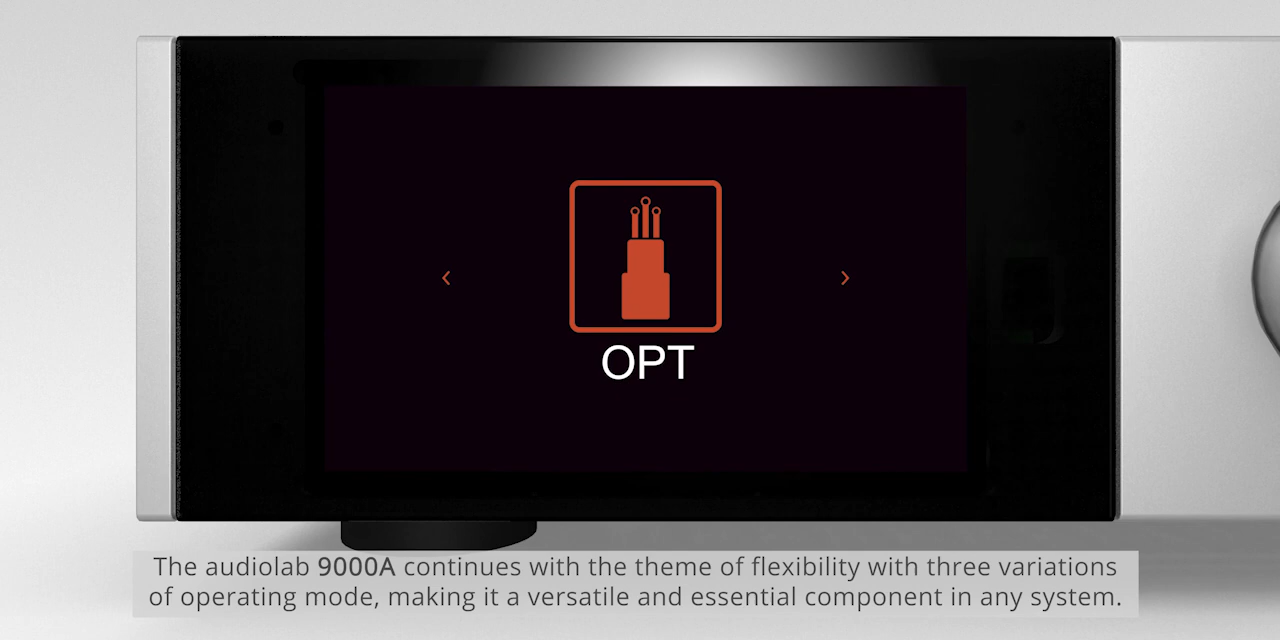 OPT
The audiolab 9000A continues with the theme of flexibility with three variations
of operating mode, making it a versatile and essential component in any system.